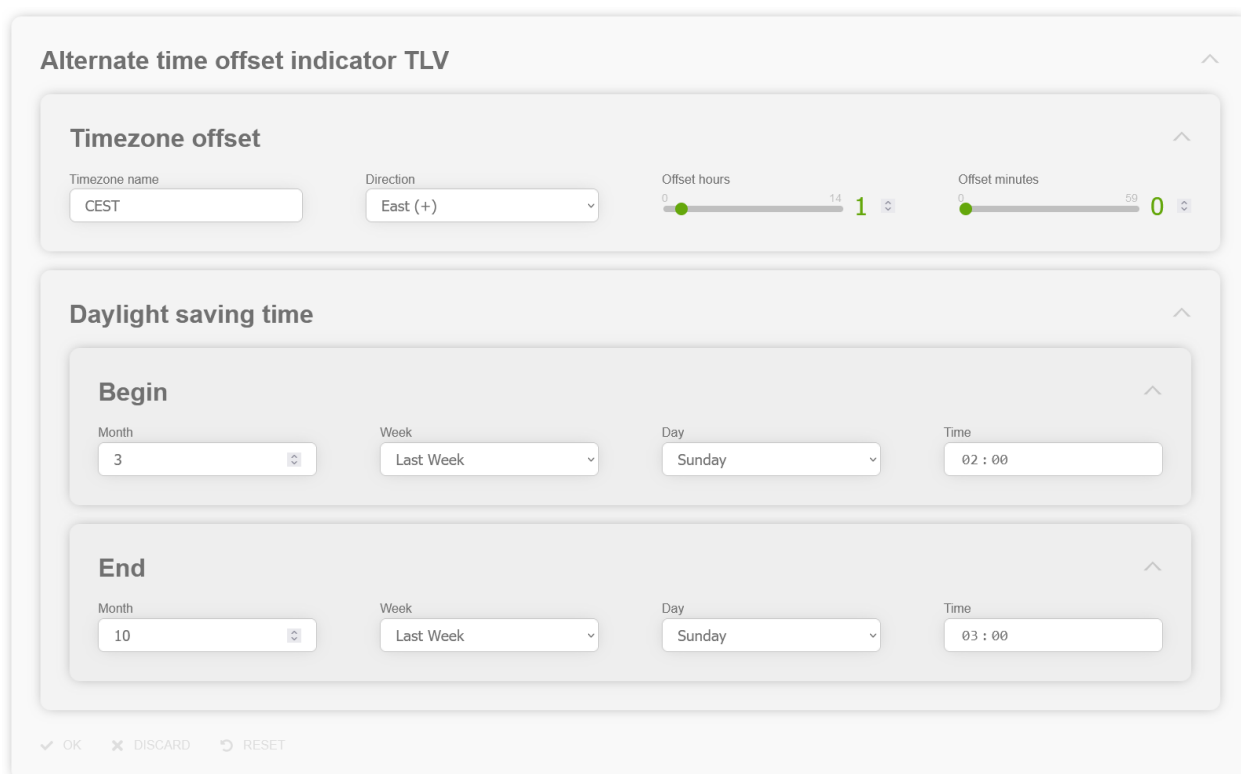 Alternate time offset indicator TLV
Timezone offset
Timezone name Direction Offset hours Offset minutes
CEST East (+) 0 14 1 0 59 0
Daylight saving time
Begin
Month Week Day Time
3 Last Week Sunday 02:00
End
Month Week Day Time
10 Last Week Sunday 03:00
OK DISCARD RESET